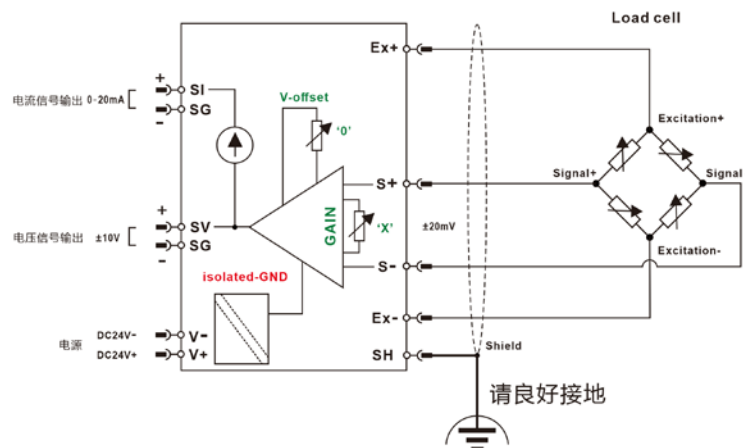 Load cell
Ex+
+
电流信号输出 0-20mA
SI
SG
−
V-offset
'0'
Excitation+
Signal+
Signal
S+
GAIN
'X'
±20mV
+
电压信号输出 ±10V
SV
SG
−
S-
Excitation-
isolated-GND
Ex-
电源
DC24V−
V−
DC24V+
V+
SH
Shield
请良好接地